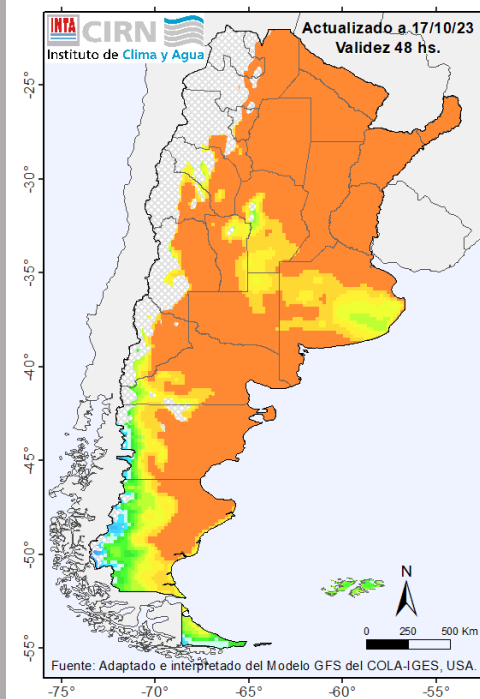 INTA CIRN
Instituto de Clima y Agua
Actualizado a 17/10/23
Validez 48 hs.
-25°
-30°
-35°
-40°
-45°
-50°
-55°
N
0 250 500 Km
Fuente: Adaptado e interpretado del Modelo GFS del COLA-IGES, USA.
-75° -70° -65° -60° -55°